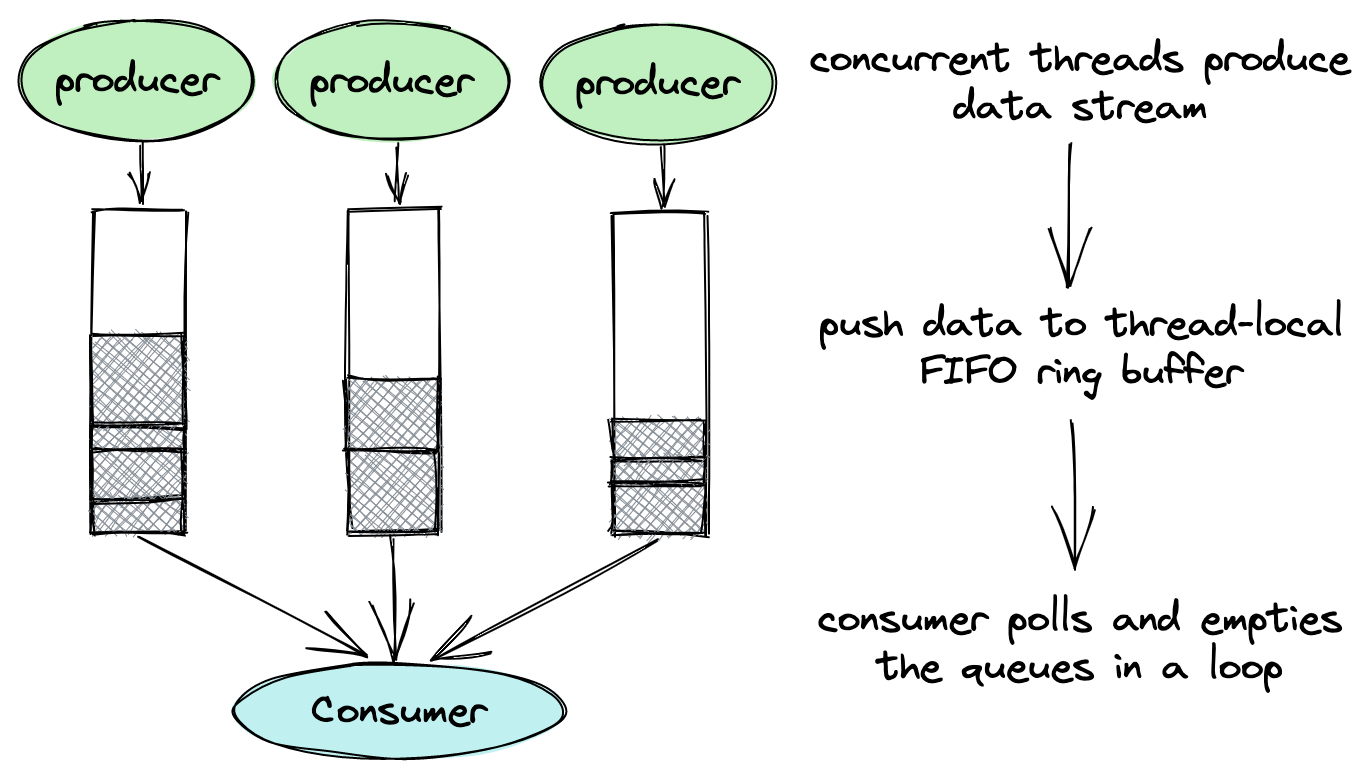 producer
producer
producer
concurrent threads produce
data stream
push data to thread-local
FIFO ring buffer
consumer polls and empties
the queues in a loop
Consumer